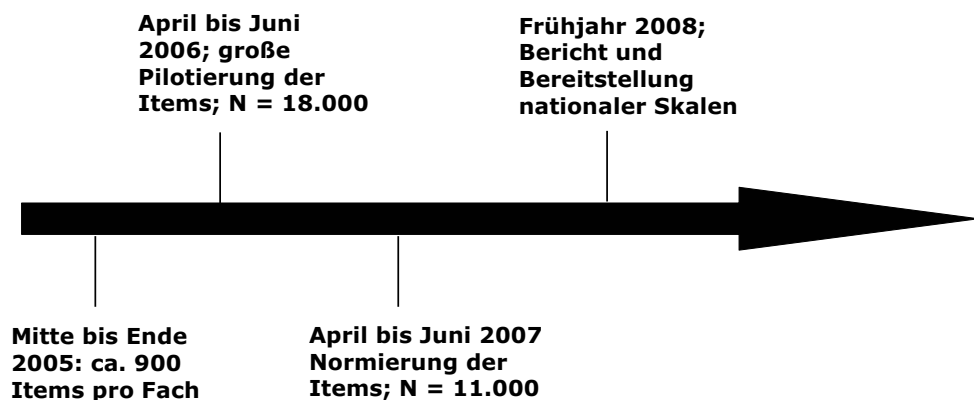 April bis Juni
2006; große
Pilotierung der
Items; N = 18.000
Frühjahr 2008;
Bericht und
Bereitstellung
nationaler Skalen
Mitte bis Ende
2005: ca. 900
Items pro Fach
April bis Juni 2007
Normierung der
Items; N = 11.000